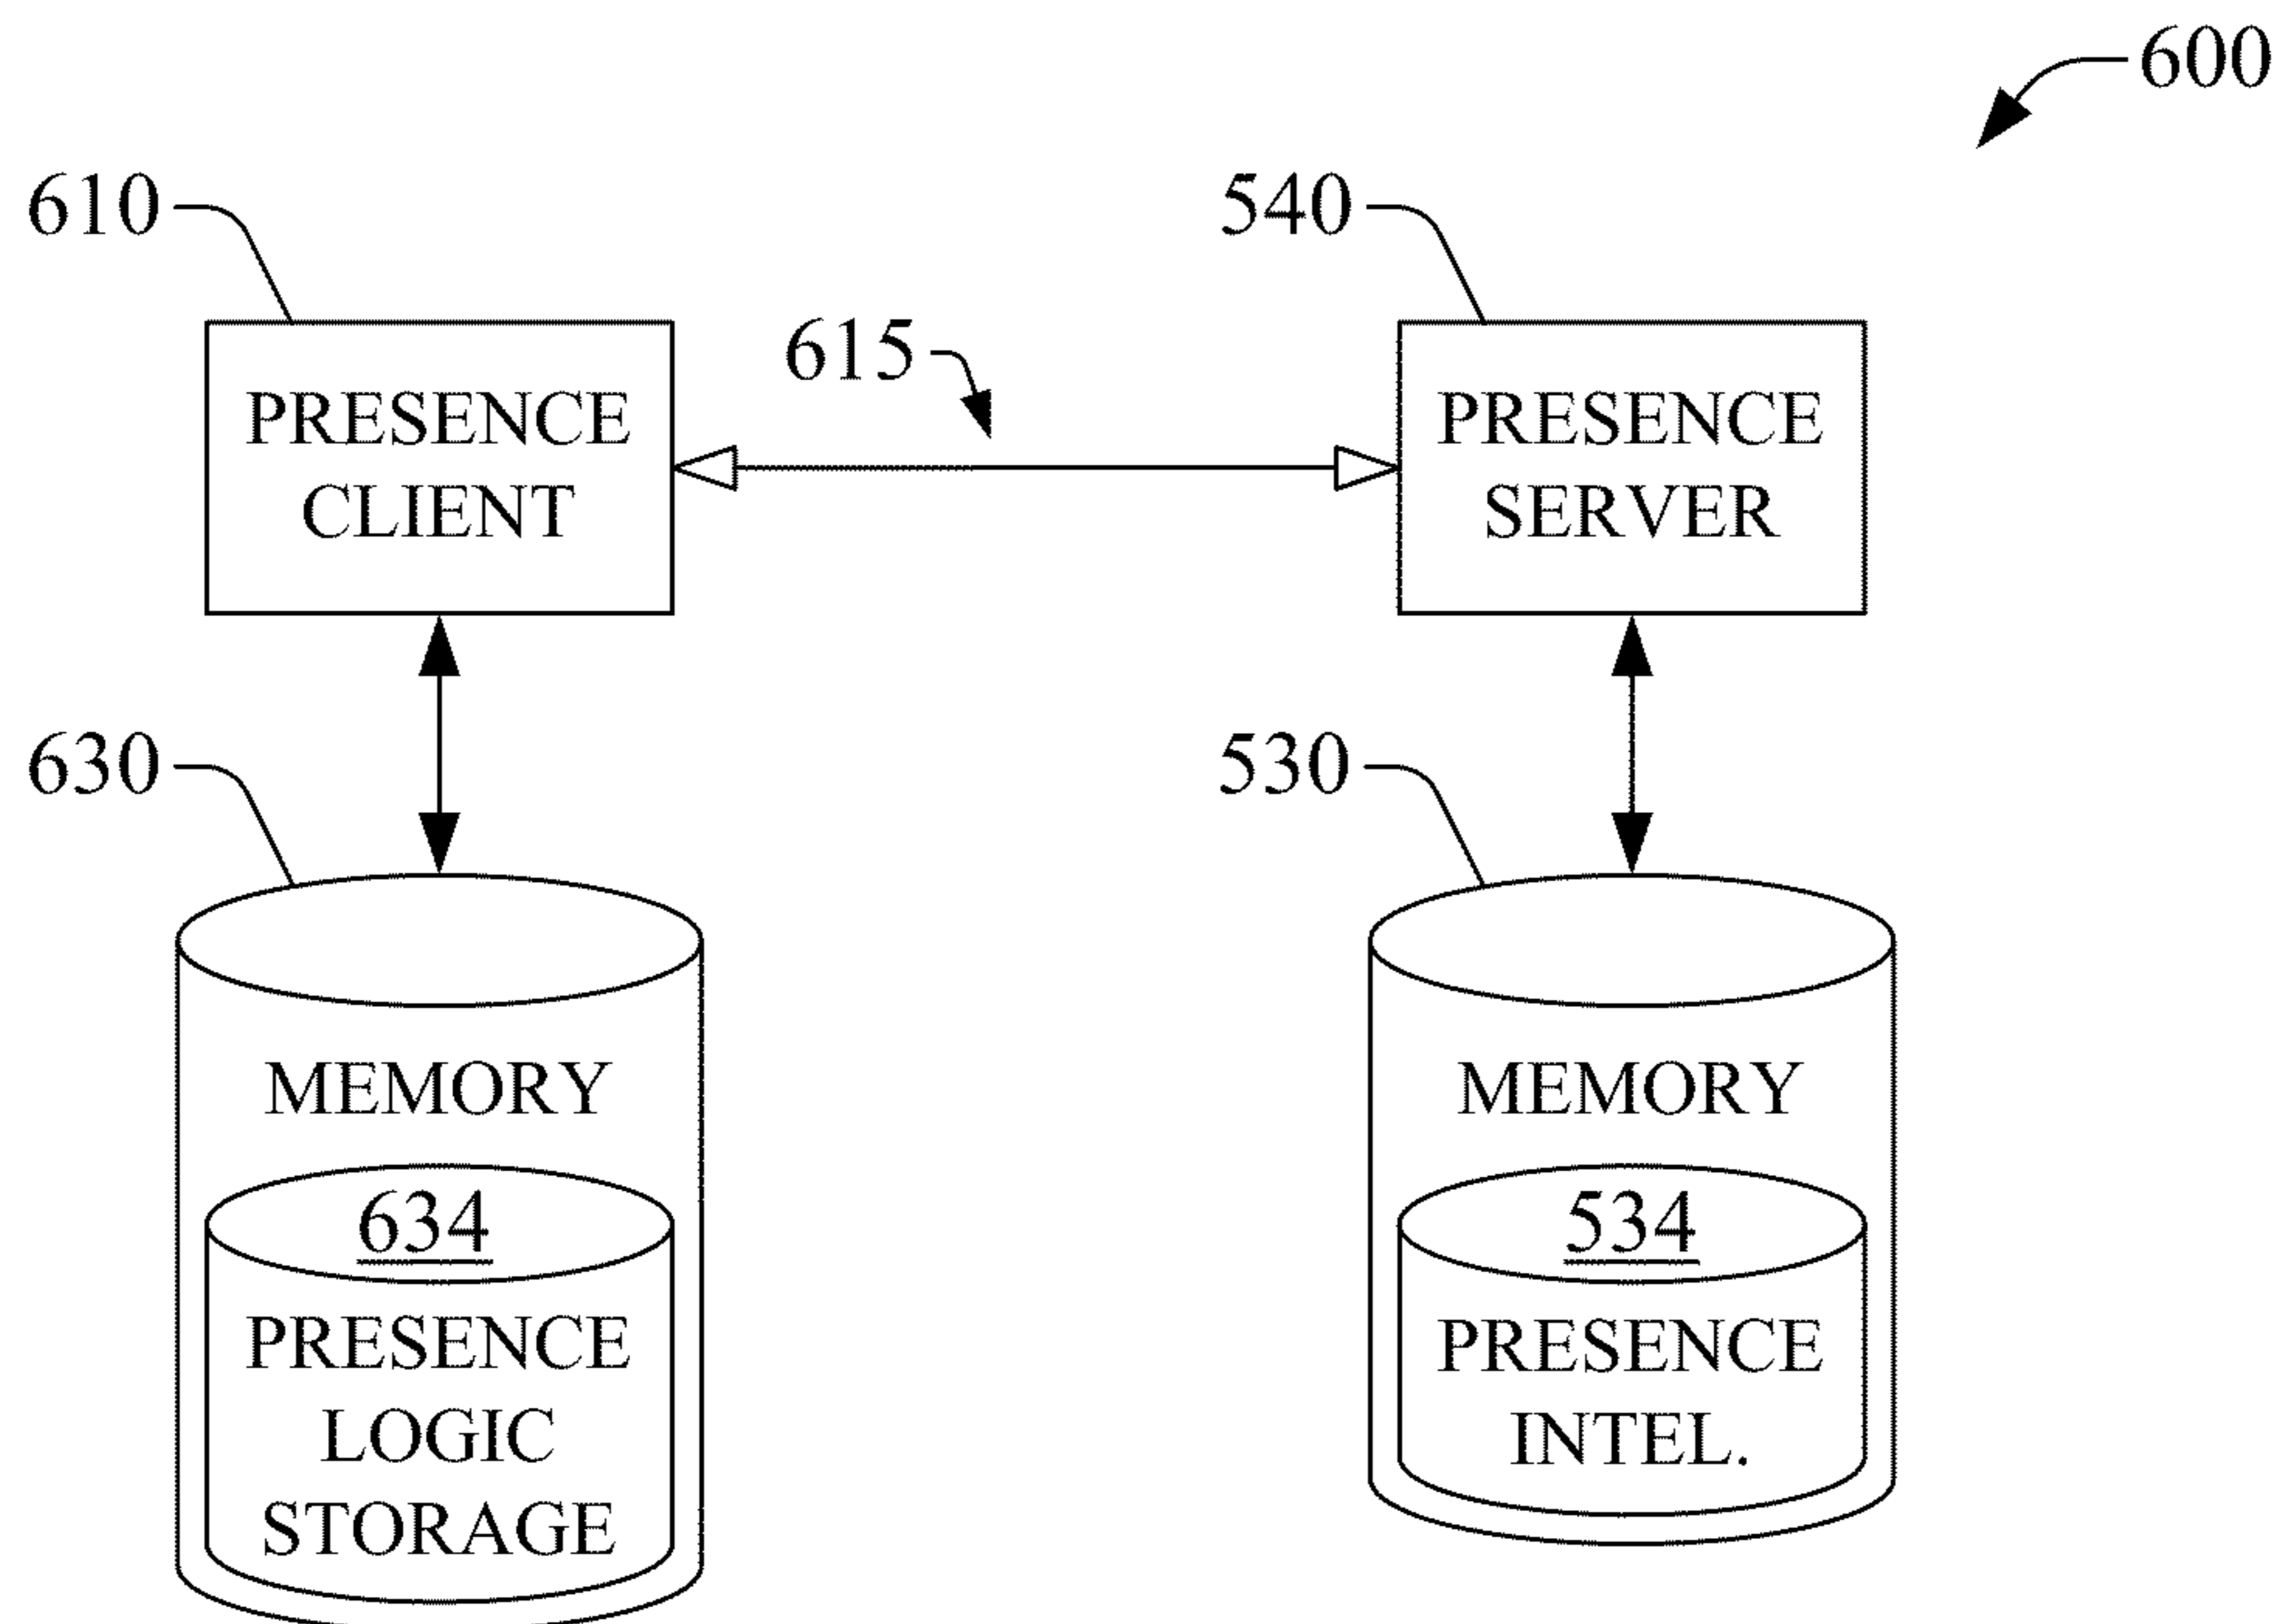 600
610
540
615
PRESENCE
CLIENT
PRESENCE
SERVER
630
530
MEMORY
MEMORY
634
534
PRESENCE
LOGIC
STORAGE
PRESENCE
INTEL.